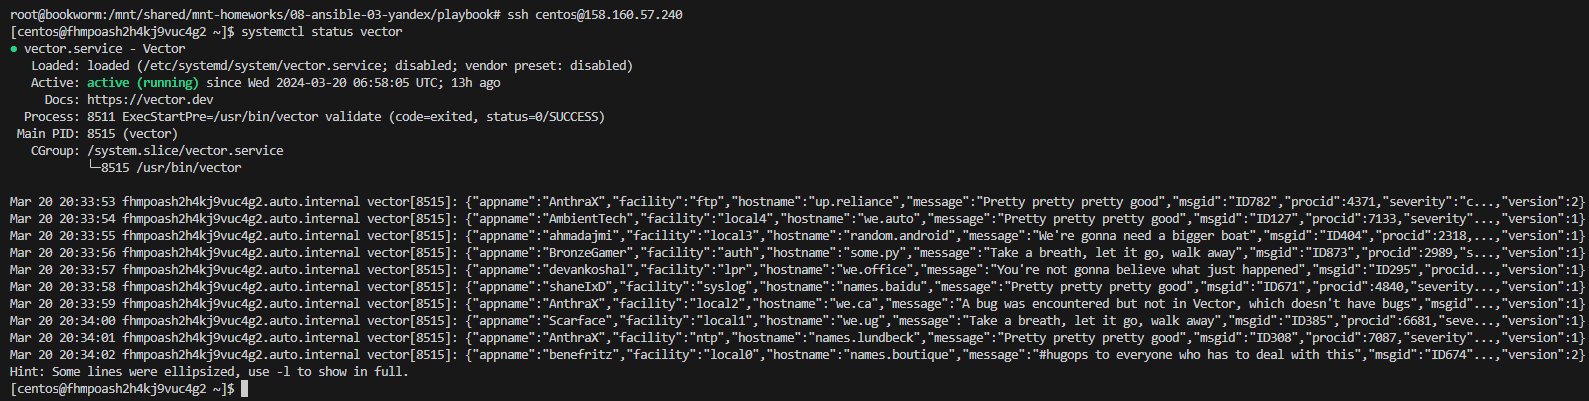 root@bookworm:/mnt/shared/mnt-homeworks/08-ansible-03-yandex/playbook# ssh centos@158.160.57.240
[centos@fhmpoash2h4kj9vuc4g2 ~]$ systemctl status vector
● vector.service - Vector
   Loaded: loaded (/etc/systemd/system/vector.service; disabled; vendor preset: disabled)
   Active: active (running) since Wed 2024-03-20 06:58:05 UTC; 13h ago
     Docs: https://vector.dev
  Process: 8511 ExecStartPre=/usr/bin/vector validate (code=exited, status=0/SUCCESS)
 Main PID: 8515 (vector)
   CGroup: /system.slice/vector.service
           └─8515 /usr/bin/vector
Mar 20 20:33:53 fhmpoash2h4kj9vuc4g2.auto.internal vector[8515]: {"appname":"AnthraX","facility":"ftp","hostname":"up.reliance","message":"Pretty pretty pretty good","msgid":"ID782","procid":4371,"severity":"c...,"version":2}
Mar 20 20:33:54 fhmpoash2h4kj9vuc4g2.auto.internal vector[8515]: {"appname":"AmbientTech","facility":"local4","hostname":"we.auto","message":"Pretty pretty pretty good","msgid":"ID127","procid":7133,"severity"...,"version":1}
Mar 20 20:33:55 fhmpoash2h4kj9vuc4g2.auto.internal vector[8515]: {"appname":"ahmadajmi","facility":"local3","hostname":"random.android","message":"We're gonna need a bigger boat","msgid":"ID404","procid":2318,...,"version":1}
Mar 20 20:33:56 fhmpoash2h4kj9vuc4g2.auto.internal vector[8515]: {"appname":"BronzeGamer","facility":"auth","hostname":"some.py","message":"Take a breath, let it go, walk away","msgid":"ID873","procid":2989,"s...,"version":1}
Mar 20 20:33:57 fhmpoash2h4kj9vuc4g2.auto.internal vector[8515]: {"appname":"devankoshal","facility":"lpr","hostname":"we.office","message":"You're not gonna believe what just happened","msgid":"ID295","procid...,"version":1}
Mar 20 20:33:58 fhmpoash2h4kj9vuc4g2.auto.internal vector[8515]: {"appname":"shaneIxD","facility":"syslog","hostname":"names.baidu","message":"Pretty pretty pretty good","msgid":"ID671","procid":4840,"severity...,"version":1}
Mar 20 20:33:59 fhmpoash2h4kj9vuc4g2.auto.internal vector[8515]: {"appname":"AnthraX","facility":"local2","hostname":"we.ca","message":"A bug was encountered but not in Vector, which doesn't have bugs","msgid"...,"version":1}
Mar 20 20:34:00 fhmpoash2h4kj9vuc4g2.auto.internal vector[8515]: {"appname":"Scarface","facility":"local1","hostname":"we.ug","message":"Take a breath, let it go, walk away","msgid":"ID385","procid":6681,"seve...,"version":1}
Mar 20 20:34:01 fhmpoash2h4kj9vuc4g2.auto.internal vector[8515]: {"appname":"AnthraX","facility":"ntp","hostname":"names.lundbeck","message":"Pretty pretty pretty good","msgid":"ID308","procid":7087,"severity"...,"version":1}
Mar 20 20:34:02 fhmpoash2h4kj9vuc4g2.auto.internal vector[8515]: {"appname":"benefritz","facility":"local0","hostname":"names.boutique","message":"#hugops to everyone who has to deal with this","msgid":"ID674"...,"version":2}
Hint: Some lines were ellipsized, use -l to show in full.
[centos@fhmpoash2h4kj9vuc4g2 ~]$